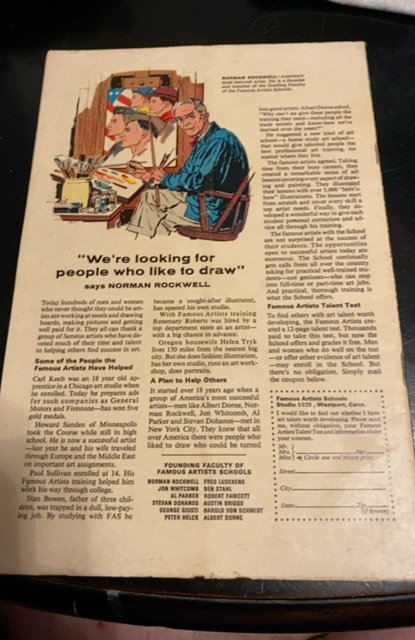 NORMAN ROCKWELL—America's
most beloved artist. He is a founder
and member of the Guiding Faculty
of the Famous Artists Schools.
"We're looking for
people who like to draw"
says NORMAN ROCKWELL
Today hundreds of men and women
who never thought they could be art-
ists are working at easels and drawing
boards, making pictures and getting
well paid for it. They all can thank a
group of famous artists who have de-
voted much of their time and talent
to helping others find success in art.
Some of the People the
Famous Artists Have Helped
Carl Koch was an 18 year old ap-
prentice in a Chicago art studio when
he enrolled. Today he prepares ads
for such companies as General
Motors and Firestone—has won five
gold medals.
Howard Sanden of Minneapolis
took the Course while still in high
school. He is now a successful artist
—last year he and his wife traveled
through Europe and the Middle East
on important art assignments.
Paul Sullivan enrolled at 14. His
Famous Artists training helped him
work his way through college.
Stan Bowen, father of three chil-
dren, was trapped in a dull, low-pay-
ing job. By studying with FAS he
became a sought-after illustrator,
has opened his own studio.
With Famous Artists training
Rosemary Roberts was hired by a
top department store as an artist—
with a big chance to advance.
Oregon housewife Helen Tryk
lives 150 miles from the nearest big
city. But she does fashion illustration,
has her own studio, runs an art work-
shop, does portraits.
A Plan to Help Others
It started over 18 years ago when a
group of America's most successful
artists—men like Albert Dorne, Nor-
man Rockwell, Jon Whitcomb, Al
Parker and Stevan Dohanos—met in
New York City. They knew that all
over America there were people who
liked to draw who could be turned
FOUNDING FACULTY OF
FAMOUS ARTISTS SCHOOLS
NORMAN ROCKWELL FRED LUDEKENS
JON WHITCOMB BEN STAHL
AL PARKER ROBERT FAWCETT
STEVAN DOHANOS AUSTIN BRIGGS
GEORGE GIUSTI HAROLD VON SCHMIDT
PETER HELCK ALBERT DORNE
into good artists. Albert Dorne asked,
"Why can't we give these people the
training they need—including all the
trade secrets and know-how we've
learned over the years?"
He suggested a new kind of art
school—a home study art school—
that would give talented people the
best professional art training, no
matter where they live.
The famous artists agreed. Taking
time from their busy careers, they
created a remarkable series of art
lessons covering every aspect of draw-
ing and painting. They illustrated
their lessons with over 5,000 "here's-
how" illustrations. The lessons start
from scratch and cover every skill a
top artist needs. Finally, they de-
veloped a wonderful way to give each
student personal correction and ad-
vice all through his training.
The famous artists with the School
are not surprised at the success of
their students. The opportunities
open to successful artists today are
enormous. The School continually
gets calls from all over the country
asking for practical well-trained stu-
dents—not geniuses—who can step
into full-time or part-time art jobs.
And practical, thorough training is
what the School offers.
Famous Artists Talent Test
To find others with art talent worth
developing, the Famous Artists cre-
ated a 12-page talent test. Thousands
paid to take this test, but now the
School offers and grades it free. Men
and women who do well on the test
—or offer other evidence of art talent
—may enroll in the School. But
there's no obligation. Simply mail
the coupon below.
Famous Artists Schools
Westport, Conn.
I would like to find out whether I have
art talent worth developing. Please send
me, without obligation, your Famous
Artists Talent Test and information about
your courses.
Mr.
Mrs. Age
Miss Circle one and please print
Street
City
State Zip
(if known)